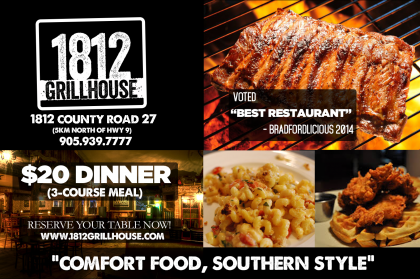 1812
GRILLHOUSE
1812 COUNTY ROAD 27
(5KM NORTH OF HWY 9)
905.939.7777
VOTED
“BEST RESTAURANT”
- BRADFORDLICIOUS 2014
$20 DINNER
(3-COURSE MEAL)
RESERVE YOUR TABLE NOW!
WWW.1812GRILLHOUSE.COM
"COMFORT FOOD, SOUTHERN STYLE"